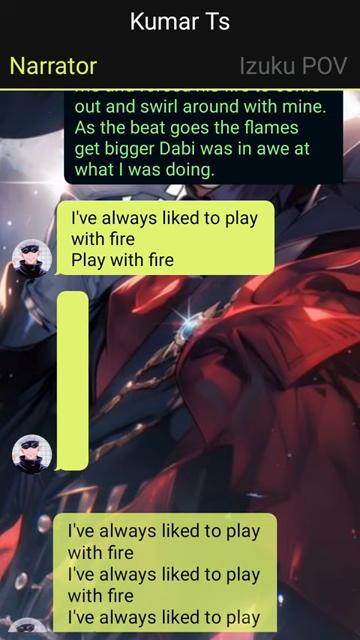 Kumar Ts
Narrator
Izuku POV
out and swirl around with mine.
As the beat goes the flames
get bigger Dabi was in awe at
what I was doing.
I've always liked to play
with fire
Play with fire
I've always liked to play
with fire
I've always liked to play
with fire
I've always liked to play